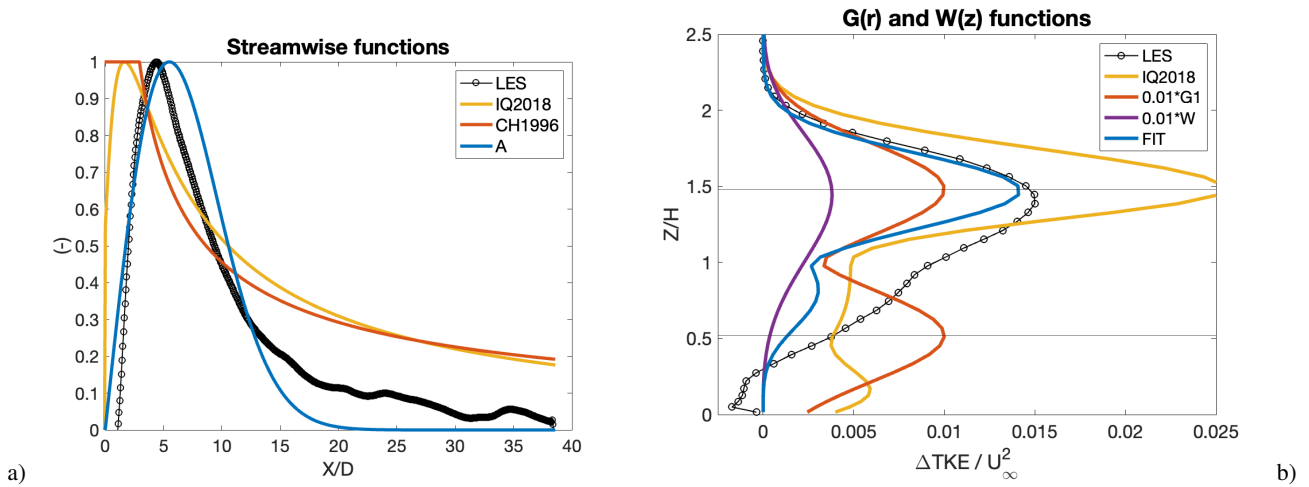 Streamwise functions
1
0.9
0.8
0.7
0.6
0.5
0.4
0.3
0.2
0.1
0
(-)
LES
IQ2018
CH1996
A
0 5 10 15 20 25 30 35 40
X/D
a)
G(r) and W(z) functions
2.5
2
1.5
1
0.5
0
Z/H
LES
IQ2018
0.01*G1
0.01*W
FIT
0 0.005 0.01 0.015 0.02 0.025
ΔTKE / U²∞
b)